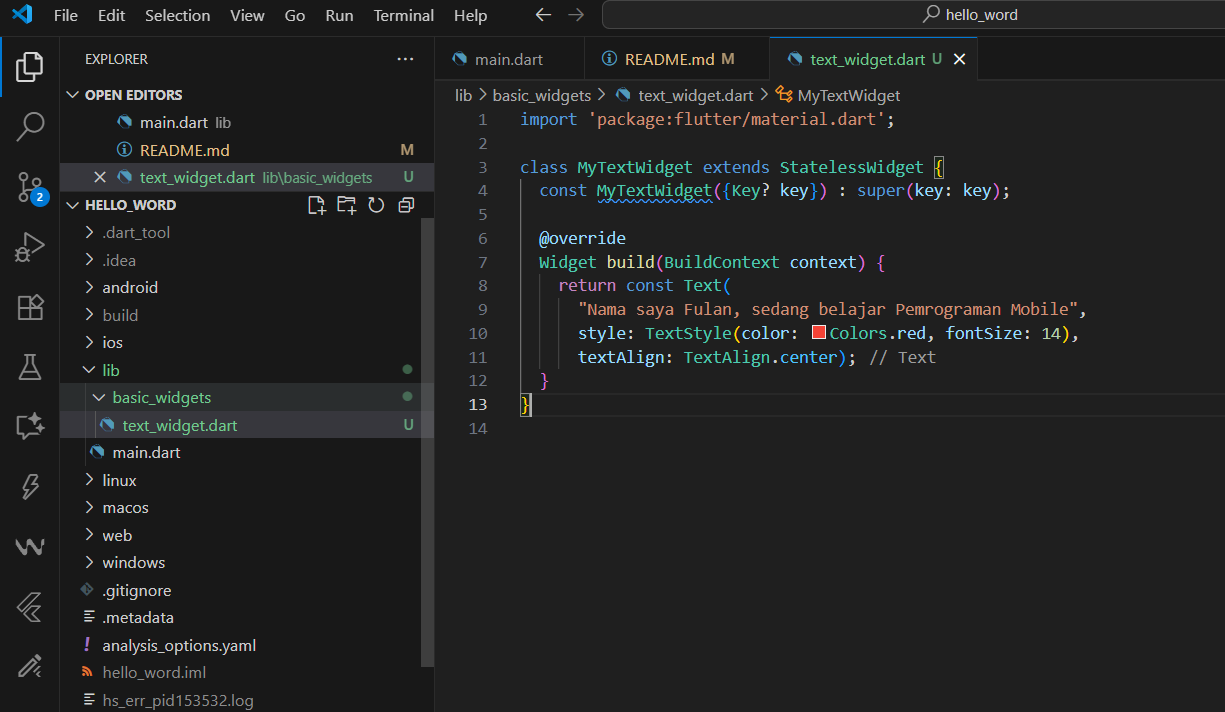 File Edit Selection View Go Run Terminal Help hello_word
EXPLORER
OPEN EDITORS
main.dart lib
README.md M
text_widget.dart lib\basic_widgets U
HELLO_WORD
.dart_tool
.idea
android
build
ios
lib
basic_widgets
text_widget.dart U
main.dart
linux
macos
web
windows
.gitignore
.metadata
analysis_options.yaml
hello_word.iml
hs_err_pid153532.log
2
main.dart README.md M text_widget.dart U
lib > basic_widgets > text_widget.dart > MyTextWidget
1 import 'package:flutter/material.dart';
2
3 class MyTextWidget extends StatelessWidget {
4 const MyTextWidget({Key? key}) : super(key: key);
5
6 @override
7 Widget build(BuildContext context) {
8 return const Text(
9 "Nama saya Fulan, sedang belajar Pemrograman Mobile",
10 style: TextStyle(color: Colors.red, fontSize: 14),
11 textAlign: TextAlign.center); // Text
12 }
13 }
14